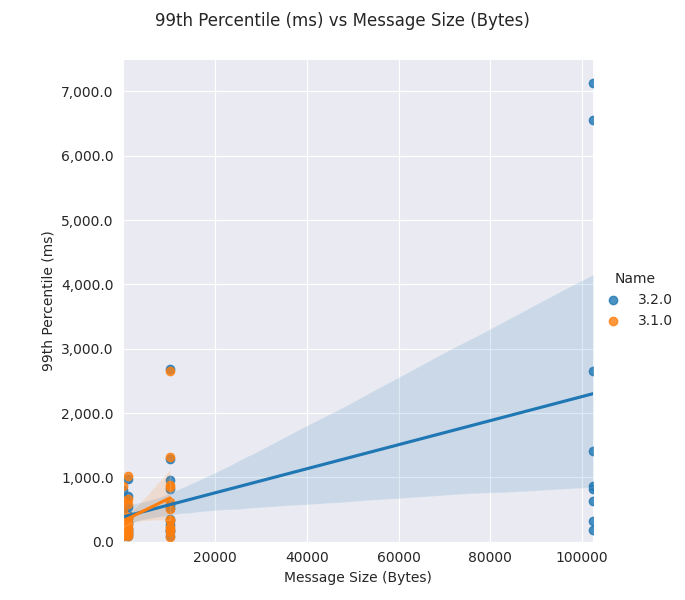 99th Percentile (ms) vs Message Size (Bytes)
7,000.0
6,000.0
5,000.0
4,000.0
3,000.0
2,000.0
1,000.0
0.0
99th Percentile (ms)
20000 40000 60000 80000 100000
Message Size (Bytes)
Name
3.2.0
3.1.0